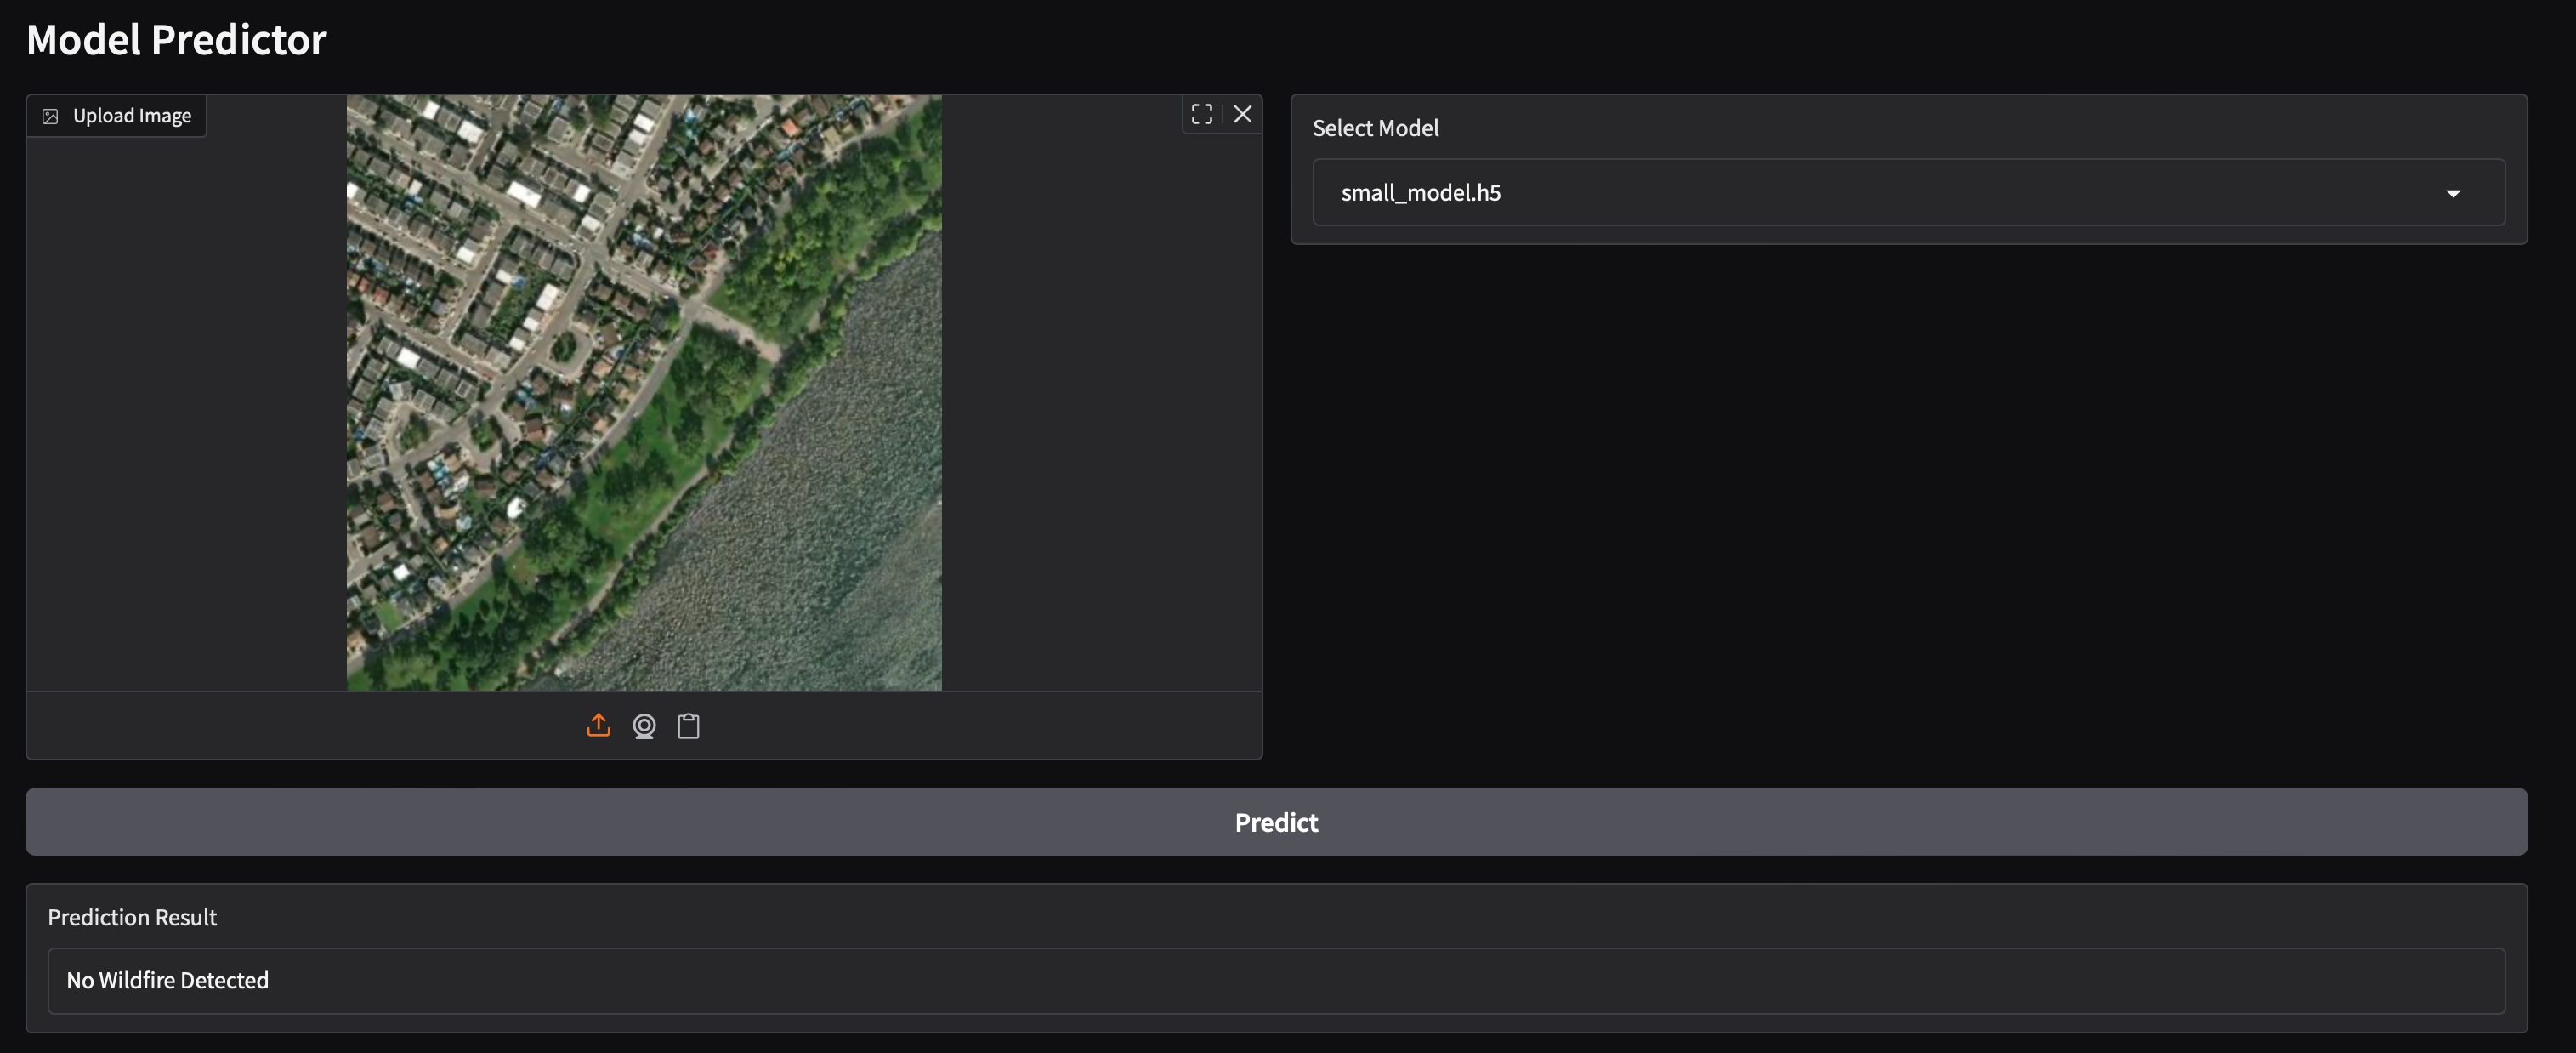 Model Predictor
Upload Image
Select Model
small_model.h5
Predict
Prediction Result
No Wildfire Detected